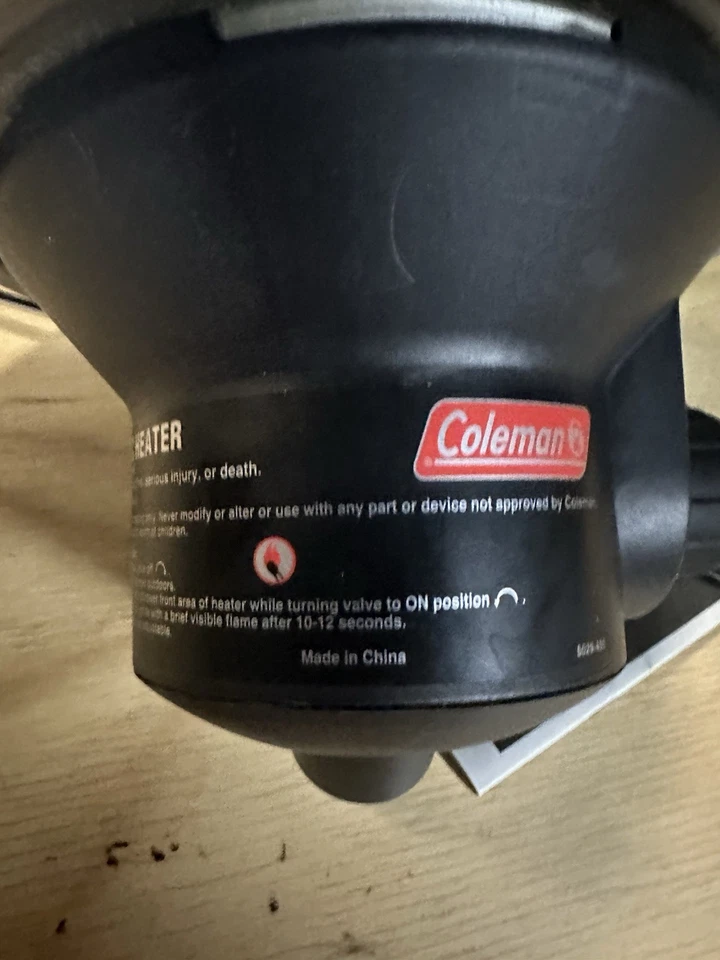 HEATER
Coleman
serious injury, or death.
Never modify or alter or use with any part or device not approved by Coleman.
children.
outdoors.
front area of heater while turning valve to ON position
with a brief visible flame after 10-12 seconds.
Made in China